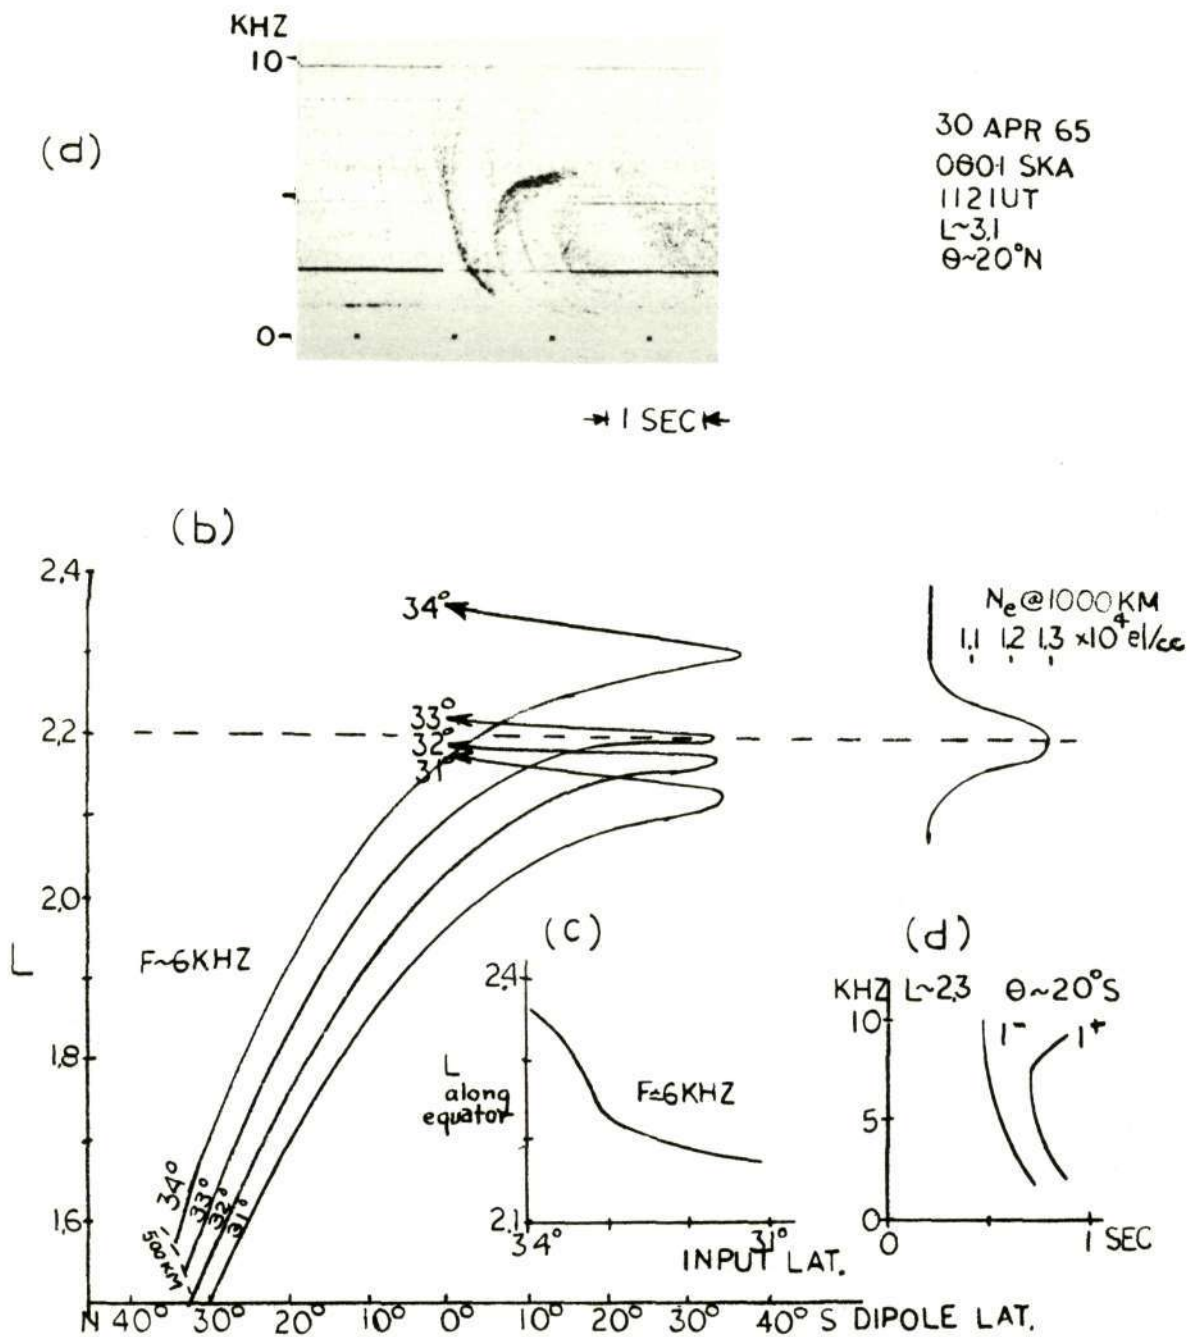 KHZ
10-
(d)
0-
30 APR 65
0601 SKA
1121UT
L~3.1
θ~20°N
1 SEC
(b)
2.4
34°
Ne @ 1000 KM
1.1 1.2 1.3 ×10⁴ el/cc
33°
2.2
32°
31°
2.0
(c)
(d)
L
F~6KHZ
2.4
KHZ L~2.3 θ~20°S
10
1⁻ 1⁺
L
along
equator
F≈6KHZ
1.8
5
34°
33°
32°
31°
1.6
2.1
0
500KM
34° 31°
0 1 SEC
INPUT LAT.
N 40° 30° 20° 10° 0° 10° 20° 30° 40° S DIPOLE LAT.